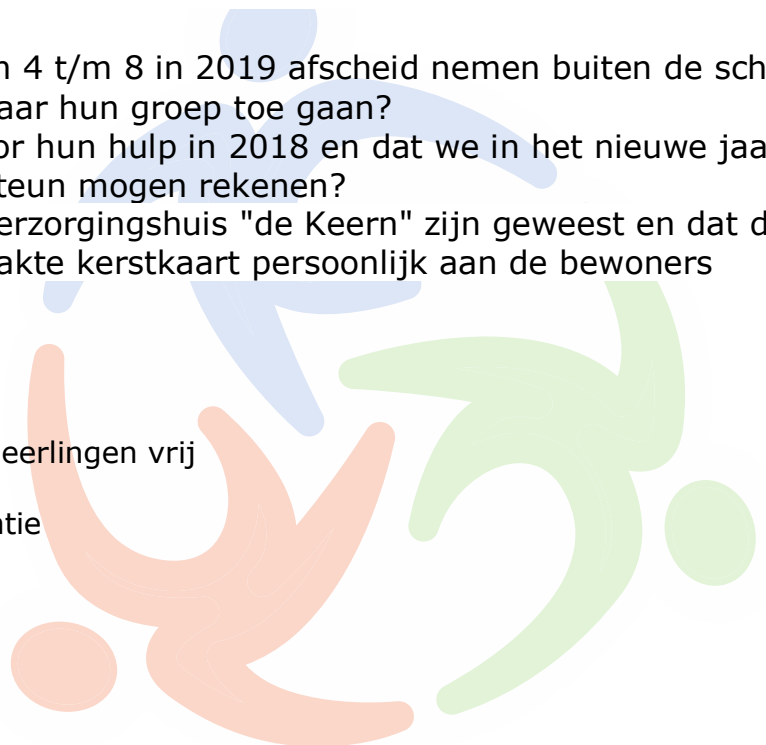 n 4 t/m 8 in 2019 afscheid nemen buiten de sch
aar hun groep toe gaan?
or hun hulp in 2018 en dat we in het nieuwe jaa
teun mogen rekenen?
erzorgingshuis "de Keern" zijn geweest en dat d
akte kerstkaart persoonlijk aan de bewoners
eerlingen vrij
tie